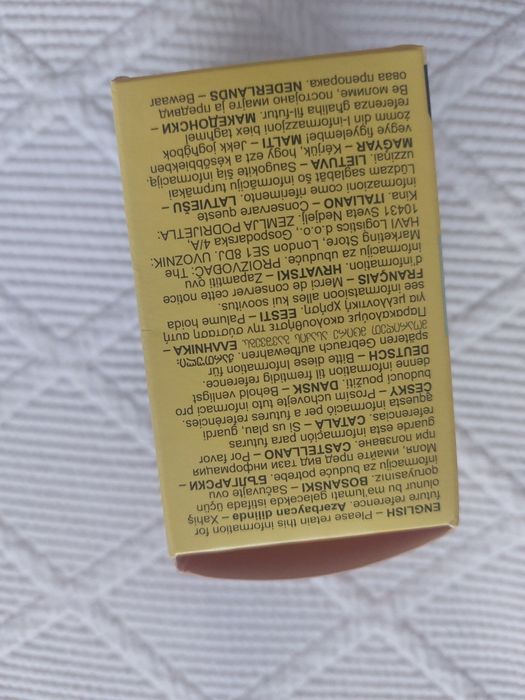 ENGLISH – Please retain this information for
future reference. Azərbaycan dilində – Xahiş
olunur bu məlumatı gələcəkdə istifadə üçün
qoruyasınız. BOSANSKI – Sačuvajte ovu
informaciju za buduće potrebe. БЪЛГАРСКИ –
Моля, имайте пред вид тази информация
при ползване. CASTELLANO – Por favor
guarde esta información para futuras
referencias. CATALÀ – Si us plau, guardi
aquesta informació per a futures referències.
ČESKY – Prosím uchovejte tuto informaci pro
budoucí použití. DANSK – Behold venligst
denne information til fremtidig reference.
DEUTSCH – Bitte diese Information für
späteren Gebrauch aufbewahren.
ΕΛΛΗΝΙΚΑ –
Παρακαλούμε ακολουθήστε την σύσταση αυτή
για μελλοντική χρήση. EESTI – Palume hoida
see informatsioon alles kui soovitus
FRANÇAIS – Merci de conserver cette notice
d'information. HRVATSKI – Zapamtiti ovu
informaciju za ubuduće. PROIZVOĐAČ: The
Marketing Store, London SE1 8DJ. UVOZNIK:
HAVI Logistics d.o.o., Gospodarska 4/A,
10431 Sveta Nedjelj. ZEMLJA PODRIJETLA:
Kina. ITALIANO – Conservare queste
informazioni come riferimento. LATVIEŠU –
Lūdzam saglabāt šo informāciju turpmākai
uzziņai. LIETUVA – Saugokite šią informaciją.
MAGYAR – Kérjük, hogy ezt a későbbiekben
vegye figyelembe! MALTI – Jekk joghġbok
żomm din l-informazzjoni biex tagħmel
referenza għaliha fil-futur. МАКЕДОНСКИ –
Ве молиме, постојано имајте ја предвид
оваа препорака. NEDERLANDS – Bewaar